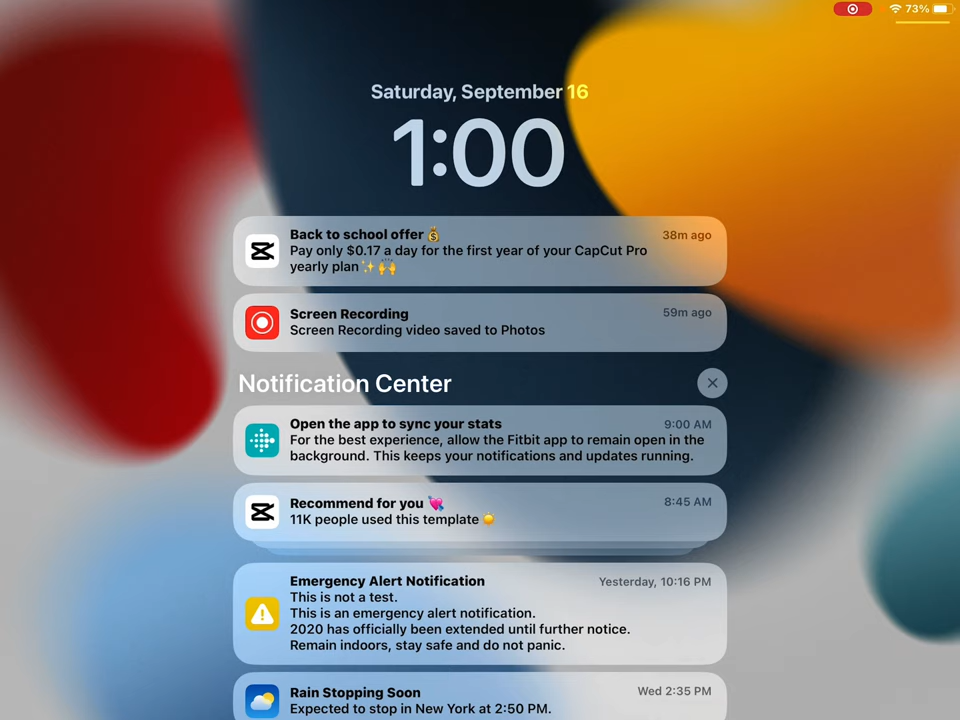 73%
Saturday, September 16
1:00
Back to school offer 💰
38m ago
Pay only $0.17 a day for the first year of your CapCut Pro
yearly plan✨🙌
Screen Recording
59m ago
Screen Recording video saved to Photos
Notification Center
Open the app to sync your stats
9:00 AM
For the best experience, allow the Fitbit app to remain open in the
background. This keeps your notifications and updates running.
Recommend for you 💘
8:45 AM
11K people used this template 🌟
Emergency Alert Notification
Yesterday, 10:16 PM
This is not a test.
This is an emergency alert notification.
2020 has officially been extended until further notice.
Remain indoors, stay safe and do not panic.
Rain Stopping Soon
Wed 2:35 PM
Expected to stop in New York at 2:50 PM.